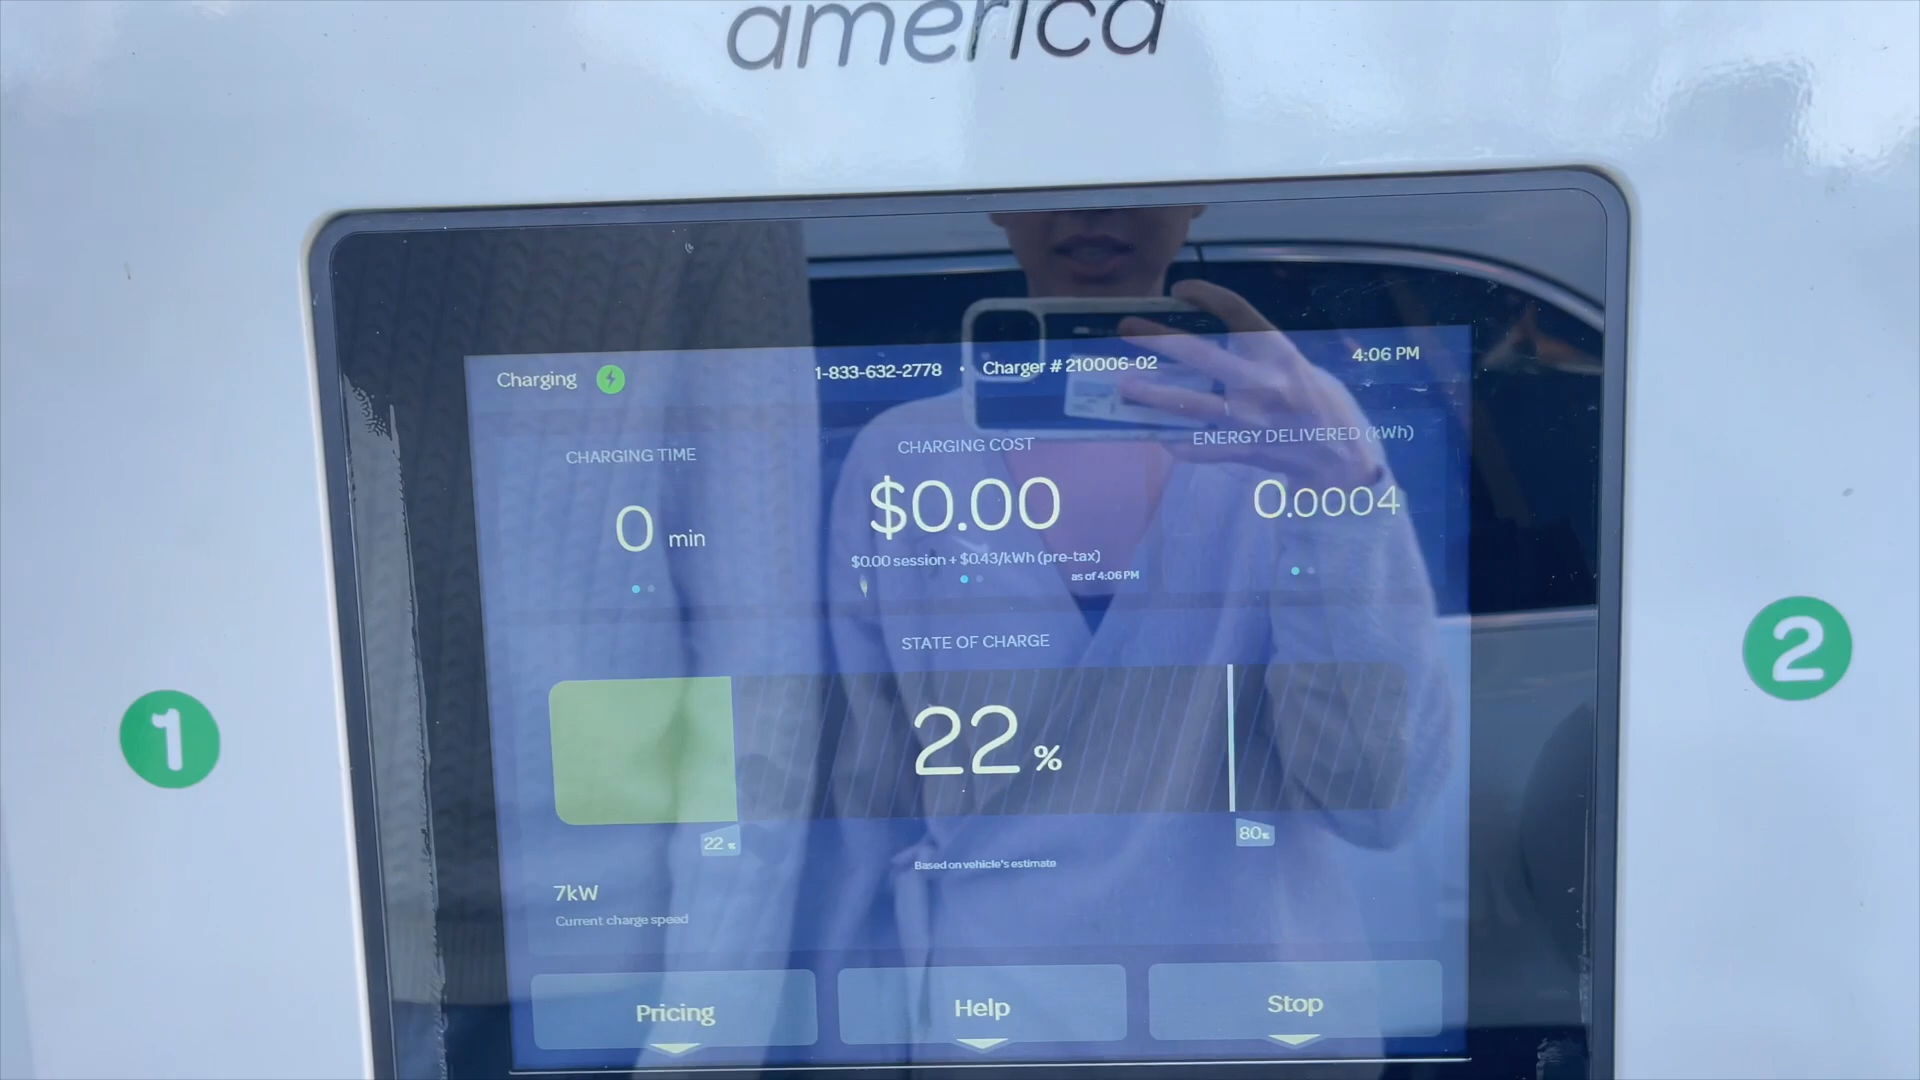 america
Charging
1-833-632-2778 • Charger # 210006-02
4:06 PM
CHARGING TIME
0 min
CHARGING COST
$0.00
$0.00 session + $0.43/kWh (pre-tax)
as of 4:06 PM
ENERGY DELIVERED (kWh)
0.0004
STATE OF CHARGE
22 %
22 %
80%
Based on vehicle's estimate
7kW
Current charge speed
Pricing
Help
Stop
1
2